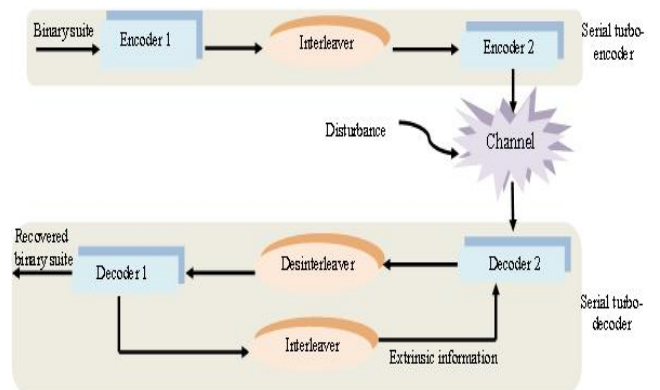 Binary suite
Encoder 1
Interleaver
Encoder 2
Serial turbo-
encoder
Disturbance
Channel
Recovered
binary suite
Decoder 1
Desinterleaver
Decoder 2
Serial turbo-
decoder
Interleaver
Extrinsic information